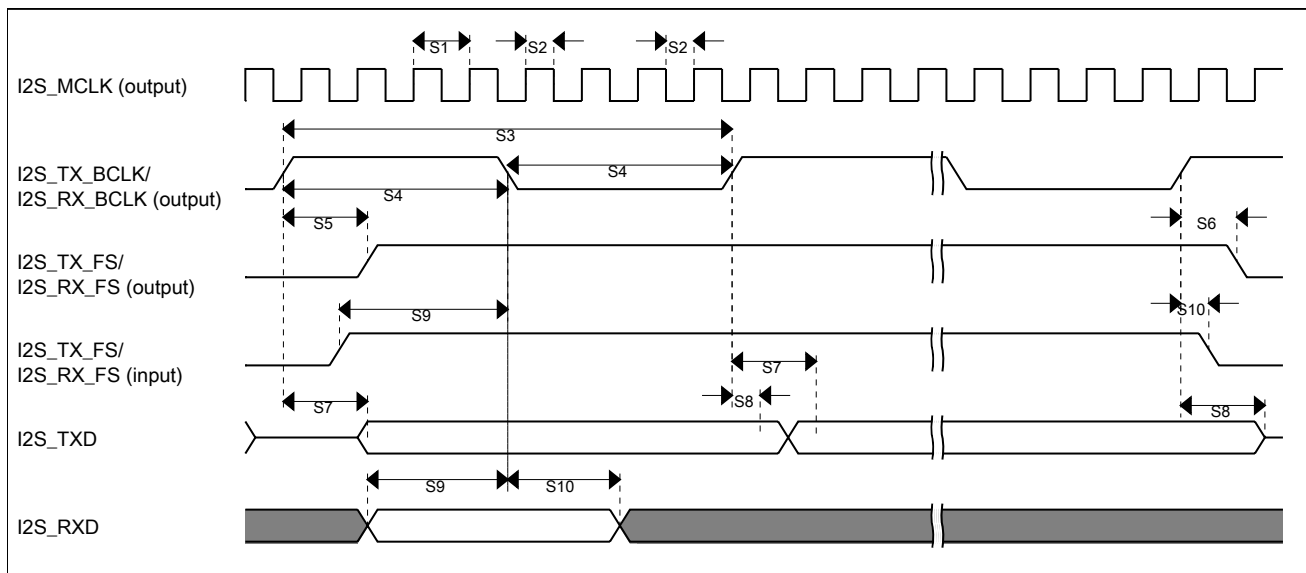 S1
S2
S2
I2S_MCLK (output)
S3
I2S_TX_BCLK/
I2S_RX_BCLK (output)
S4
S4
S5
S6
I2S_TX_FS/
I2S_RX_FS (output)
S9
S10
I2S_TX_FS/
I2S_RX_FS (input)
S7
S7
S8
S8
I2S_TXD
S9
S10
I2S_RXD